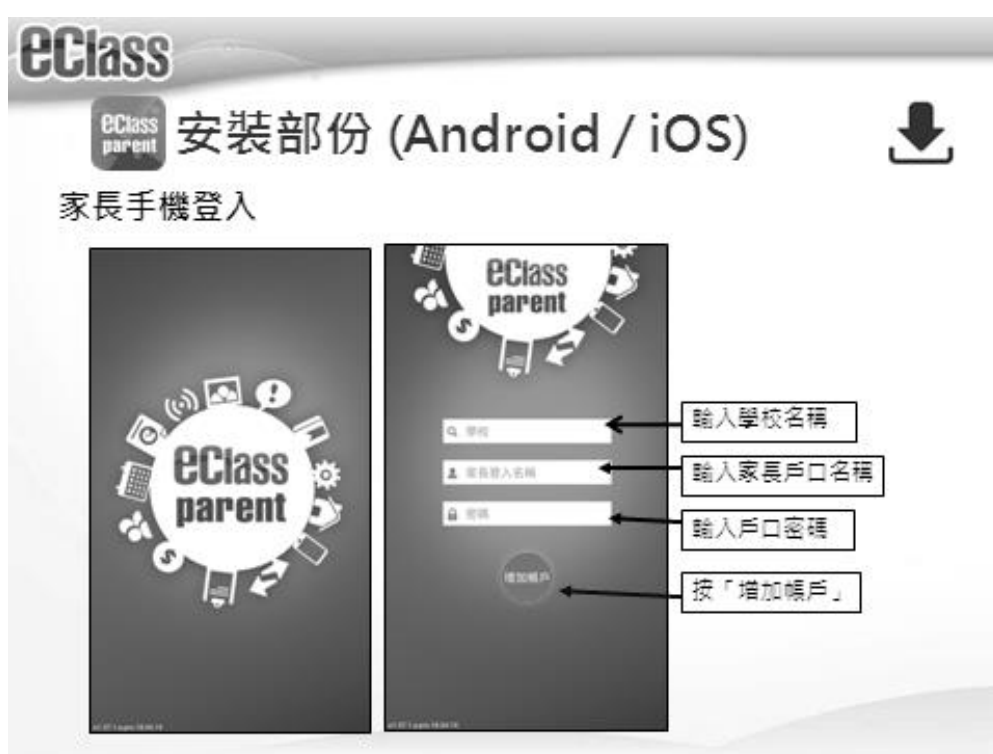 eClass
eClass
parent
安裝部份 (Android / iOS)
家長手機登入
eClass
parent
eClass
parent
學校
家長登入名稱
密碼
增加帳戶
輸入學校名稱
輸入家長戶口名稱
輸入戶口密碼
按「增加帳戶」